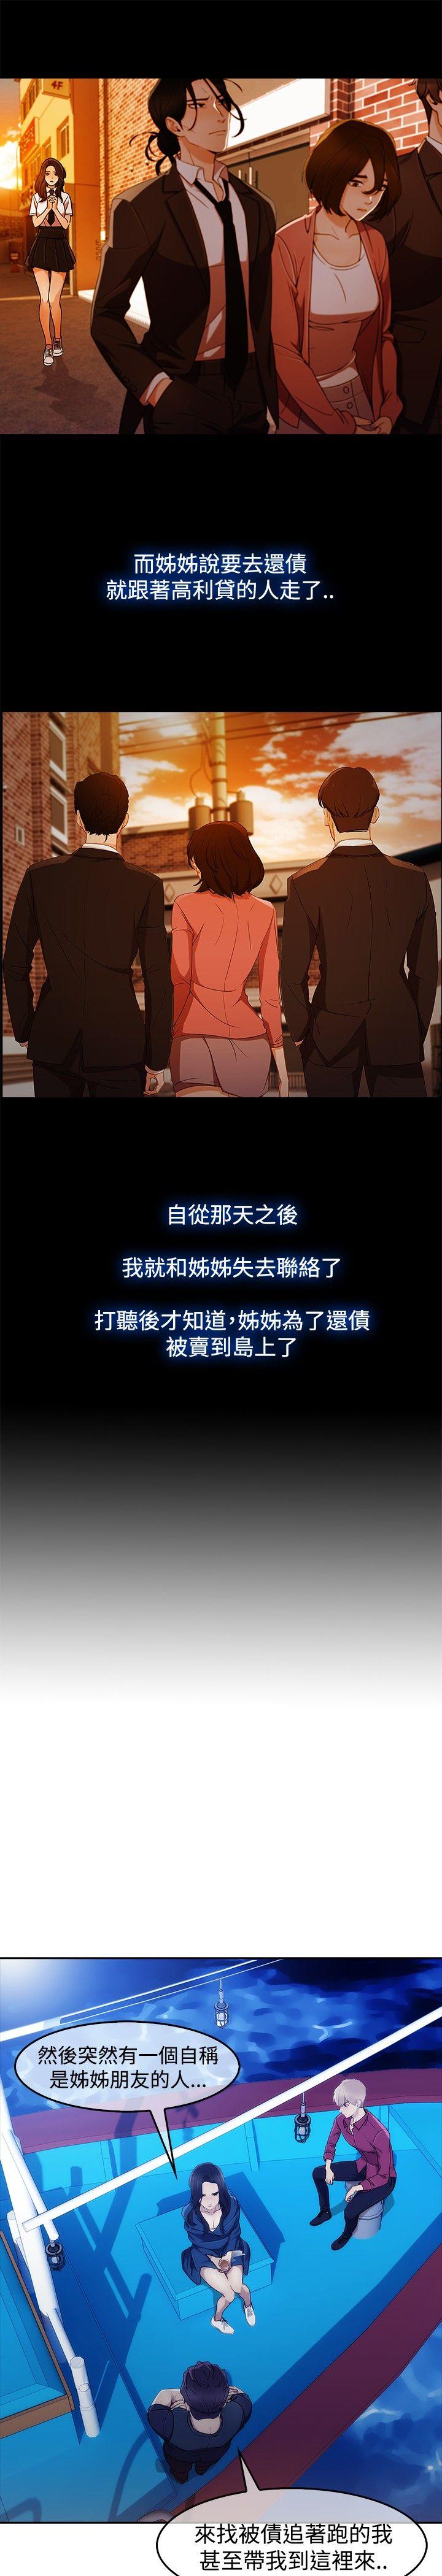 4F
而姊姊說要去還債
就跟著高利貸的人走了..
自從那天之後
我就和姊姊失去聯絡了
打聽後才知道,姊姊為了還債
被賣到島上了
然後突然有一個自稱
是姊姊朋友的人...
來找被債追著跑的我
甚至帶我到這裡來..